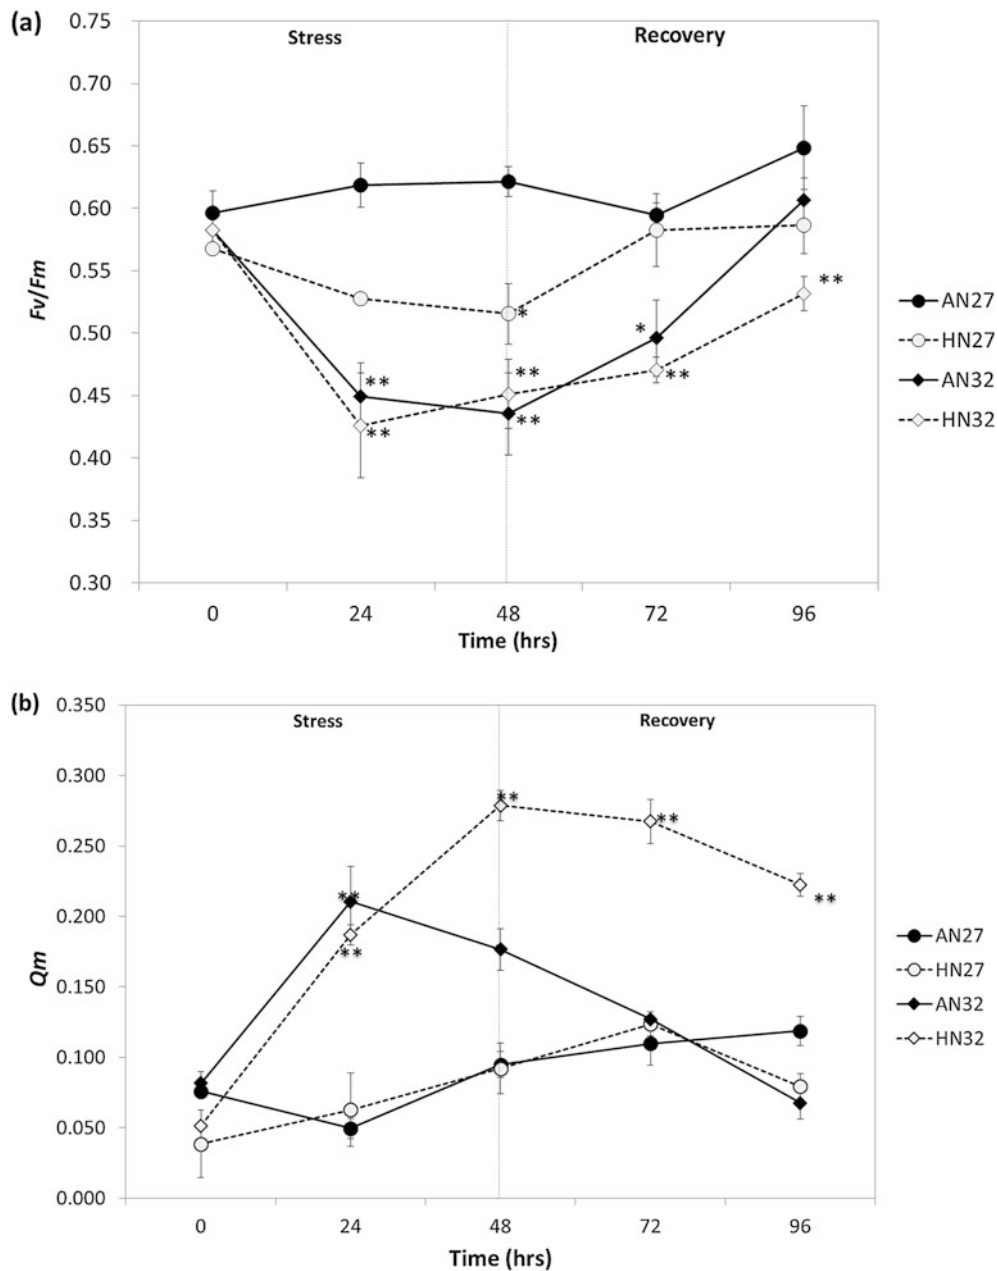 (a)
0.75
0.70
0.65
0.60
0.55
0.50
0.45
0.40
0.35
0.30
Fv/Fm
Stress
Recovery
**
**
*
**
**
*
**
**
AN27
HN27
AN32
HN32
0 24 48 72 96
Time (hrs)
(b)
0.350
0.300
0.250
0.200
0.150
0.100
0.050
0.000
Qm
Stress
Recovery
**
**
**
**
**
AN27
HN27
AN32
HN32
0 24 48 72 96
Time (hrs)